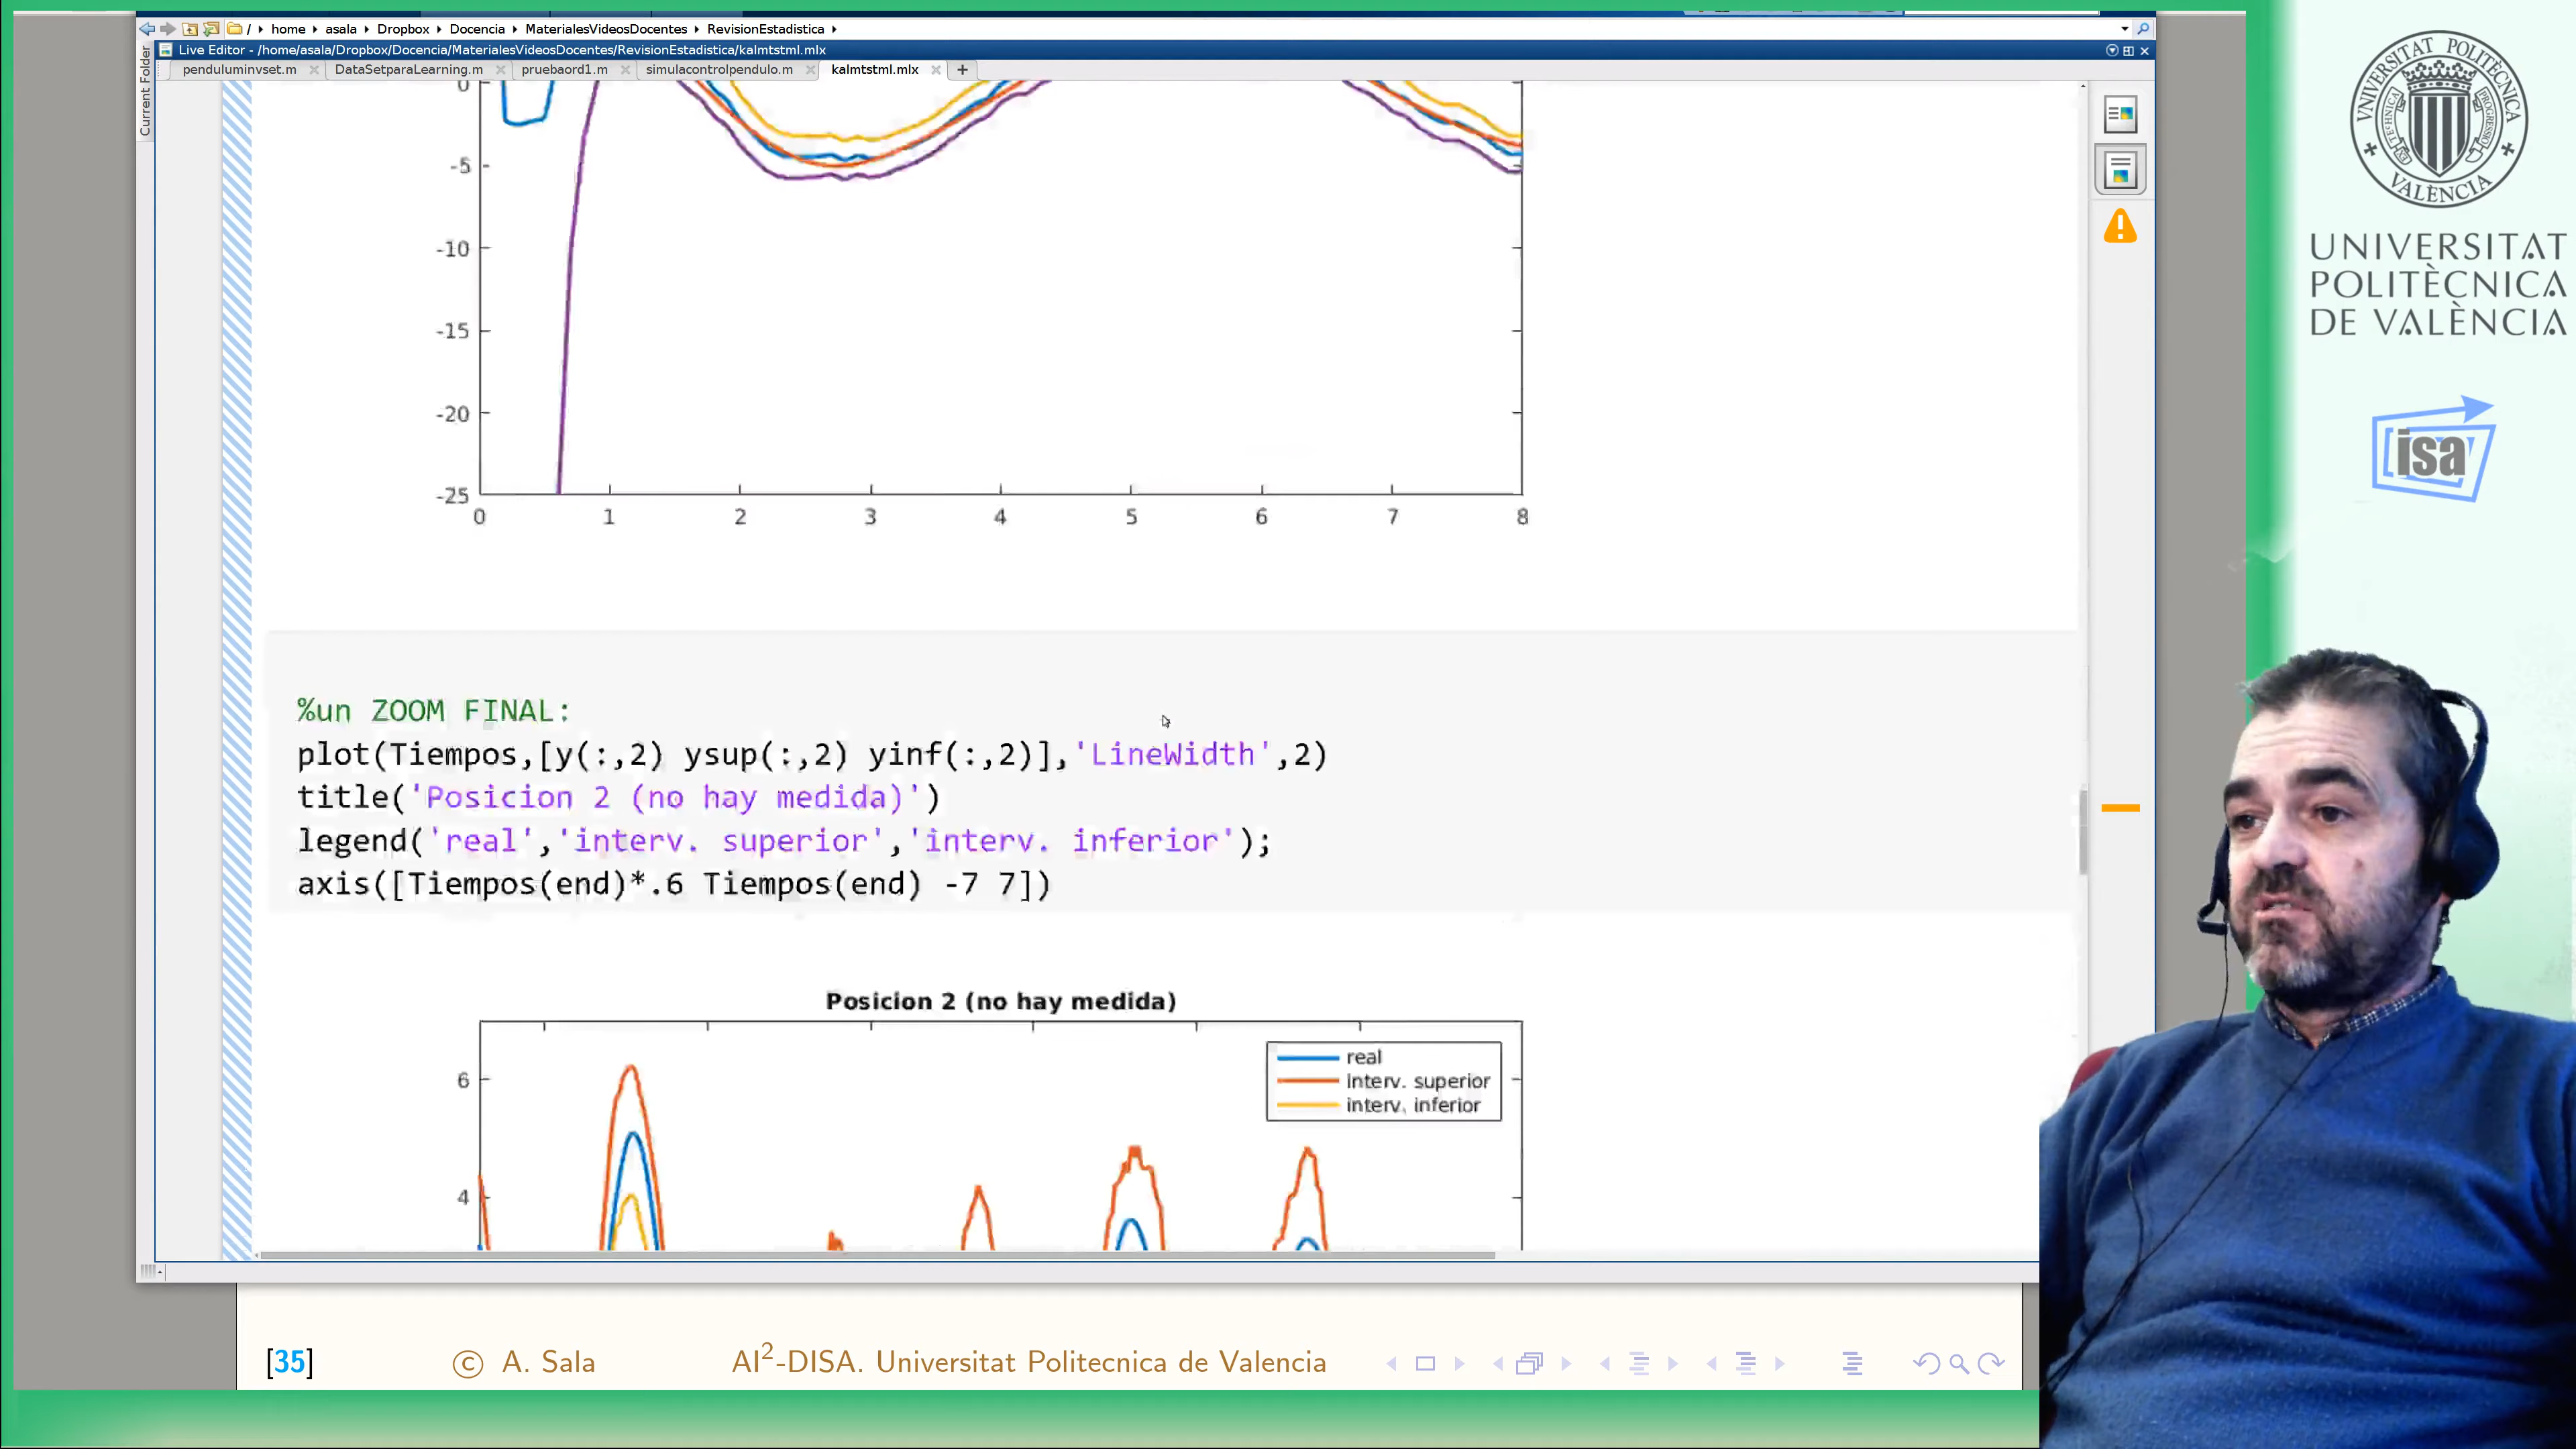 / home asala Dropbox Docencia MaterialesVideosDocentes RevisionEstadistica
Live Editor - /home/asala/Dropbox/Docencia/MaterialesVideosDocentes/RevisionEstadistica/kalmtstml.mlx
penduluminvset.m DataSetparaLearning.m pruebaord1.m simulacontrolpendulo.m kalmtstml.mlx
Current Folder
0
-5
-10
-15
-20
-25
0 1 2 3 4 5 6 7 8
%un ZOOM FINAL:
plot(Tiempos,[y(:,2) ysup(:,2) yinf(:,2)],'LineWidth',2)
title('Posicion 2 (no hay medida)')
legend('real','interv. superior','interv. inferior');
axis([Tiempos(end)*.6 Tiempos(end) -7 7])
Posicion 2 (no hay medida)
real
interv. superior
interv. inferior
6
4
[35] © A. Sala AI²-DISA. Universitat Politecnica de Valencia
UNIVERSITAT POLITÈCNICA
VALÈNCIA
UNIVERSITAT
POLITÈCNICA
DE VALÈNCIA
isa